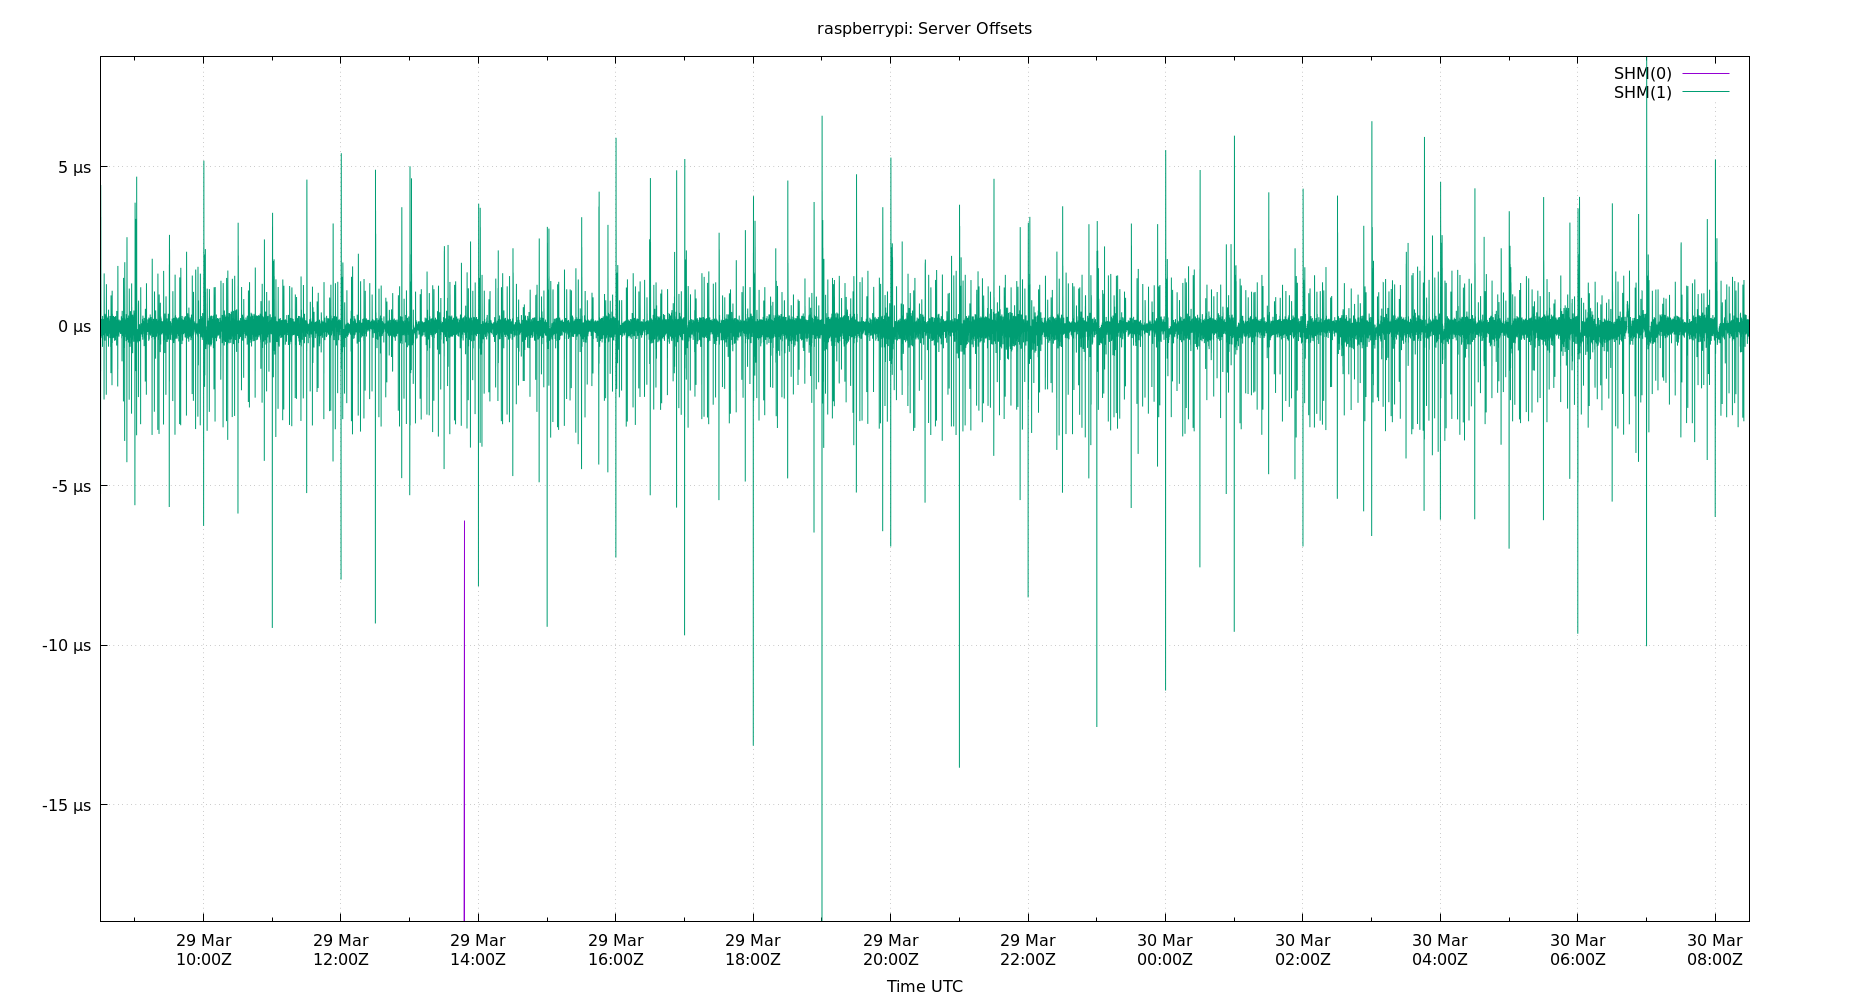 raspberrypi: Server Offsets
SHM(0)
SHM(1)
5 µs
0 µs
-5 µs
-10 µs
-15 µs
29 Mar 29 Mar 29 Mar 29 Mar 29 Mar 29 Mar 29 Mar 30 Mar 30 Mar 30 Mar 30 Mar 30 Mar
10:00Z 12:00Z 14:00Z 16:00Z 18:00Z 20:00Z 22:00Z 00:00Z 02:00Z 04:00Z 06:00Z 08:00Z
Time UTC